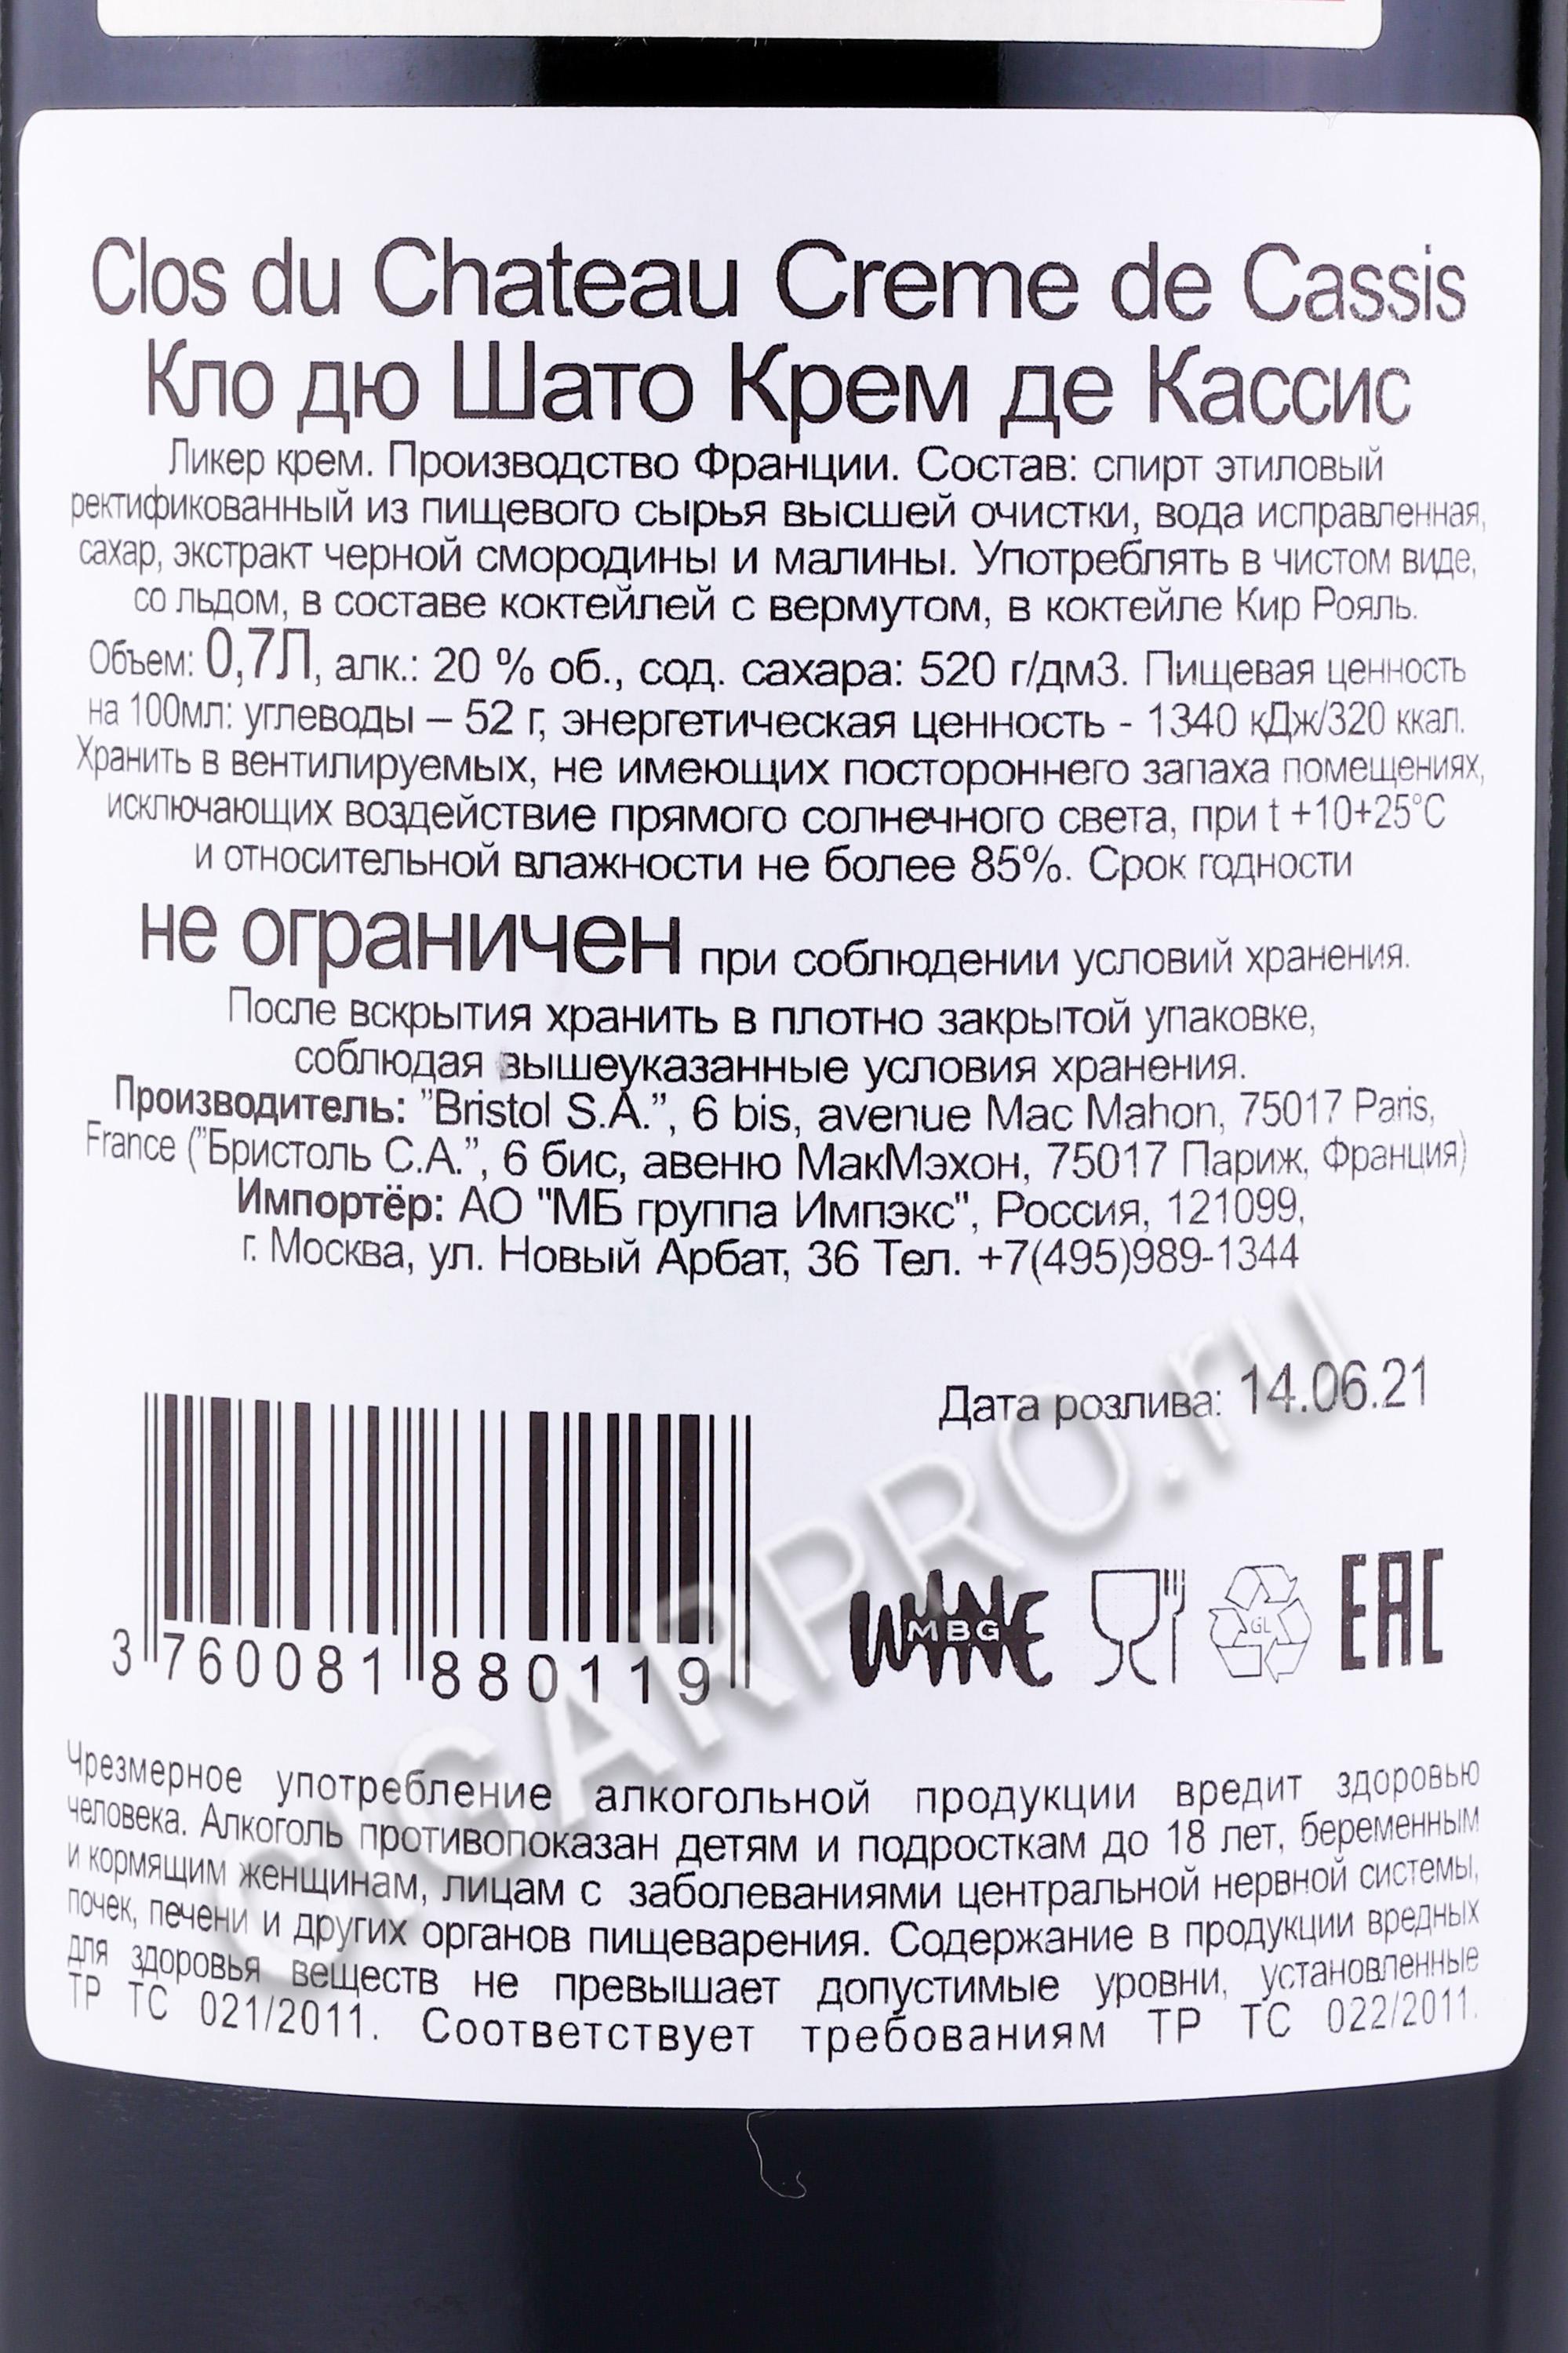 Clos du Chateau Creme de Cassis
Кло дю Шато Крем де Кассис
Ликер крем. Производство Франции. Состав: спирт этиловый
ректификованный из пищевого сырья высшей очистки, вода исправленная,
сахар, экстракт черной смородины и малины. Употреблять в чистом виде,
со льдом, в составе коктейлей с вермутом, в коктейле Кир Рояль.
Объем: 0,7Л, алк.: 20 % об., сод. сахара: 520 г/дм3. Пищевая ценность
на 100мл: углеводы – 52 г, энергетическая ценность - 1340 кДж/320 ккал.
Хранить в вентилируемых, не имеющих постороннего запаха помещениях,
исключающих воздействие прямого солнечного света, при t +10+25°C
и относительной влажности не более 85%. Срок годности
не ограничен при соблюдении условий хранения.
После вскрытия хранить в плотно закрытой упаковке,
соблюдая вышеуказанные условия хранения.
Производитель: "Bristol S.A.", 6 bis, avenue Mac Mahon, 75017 Paris,
France ("Бристоль С.А.", 6 бис, авеню МакМэхон, 75017 Париж, Франция)
Импортёр: АО "МБ группа Импэкс", Россия, 121099,
г. Москва, ул. Новый Арбат, 36 Тел. +7(495)989-1344
Дата розлива: 14.06.21
3 760081 880119
WINE MBG GL EAC
CIGARPRO.ru
Чрезмерное употребление алкогольной продукции вредит здоровью
человека. Алкоголь противопоказан детям и подросткам до 18 лет, беременным
и кормящим женщинам, лицам с заболеваниями центральной нервной системы,
почек, печени и других органов пищеварения. Содержание в продукции вредных
для здоровья веществ не превышает допустимые уровни, установленные
ТР ТС 021/2011. Соответствует требованиям ТР ТС 022/2011.